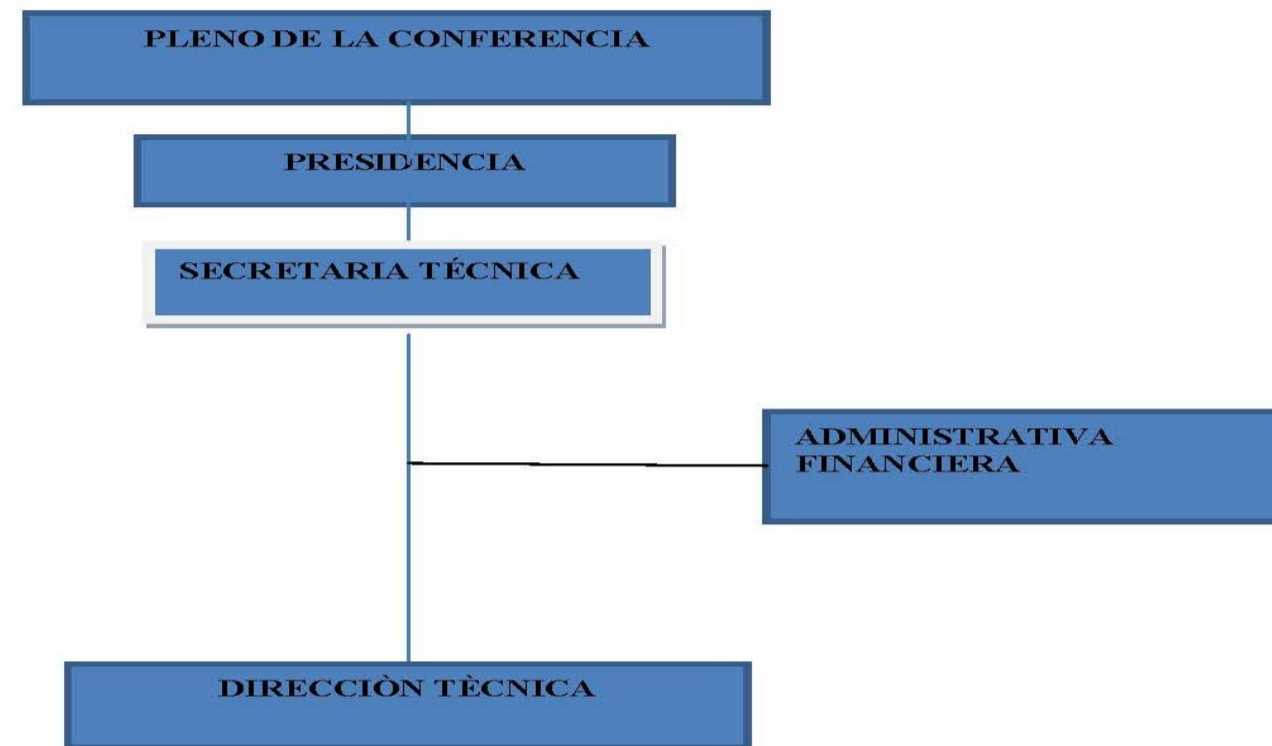 PLENO DE LA CONFERENCIA
PRESIDENCIA
SECRETARIA TÉCNICA
ADMINISTRATIVA
FINANCIERA
DIRECCIÒN TÈCNICA